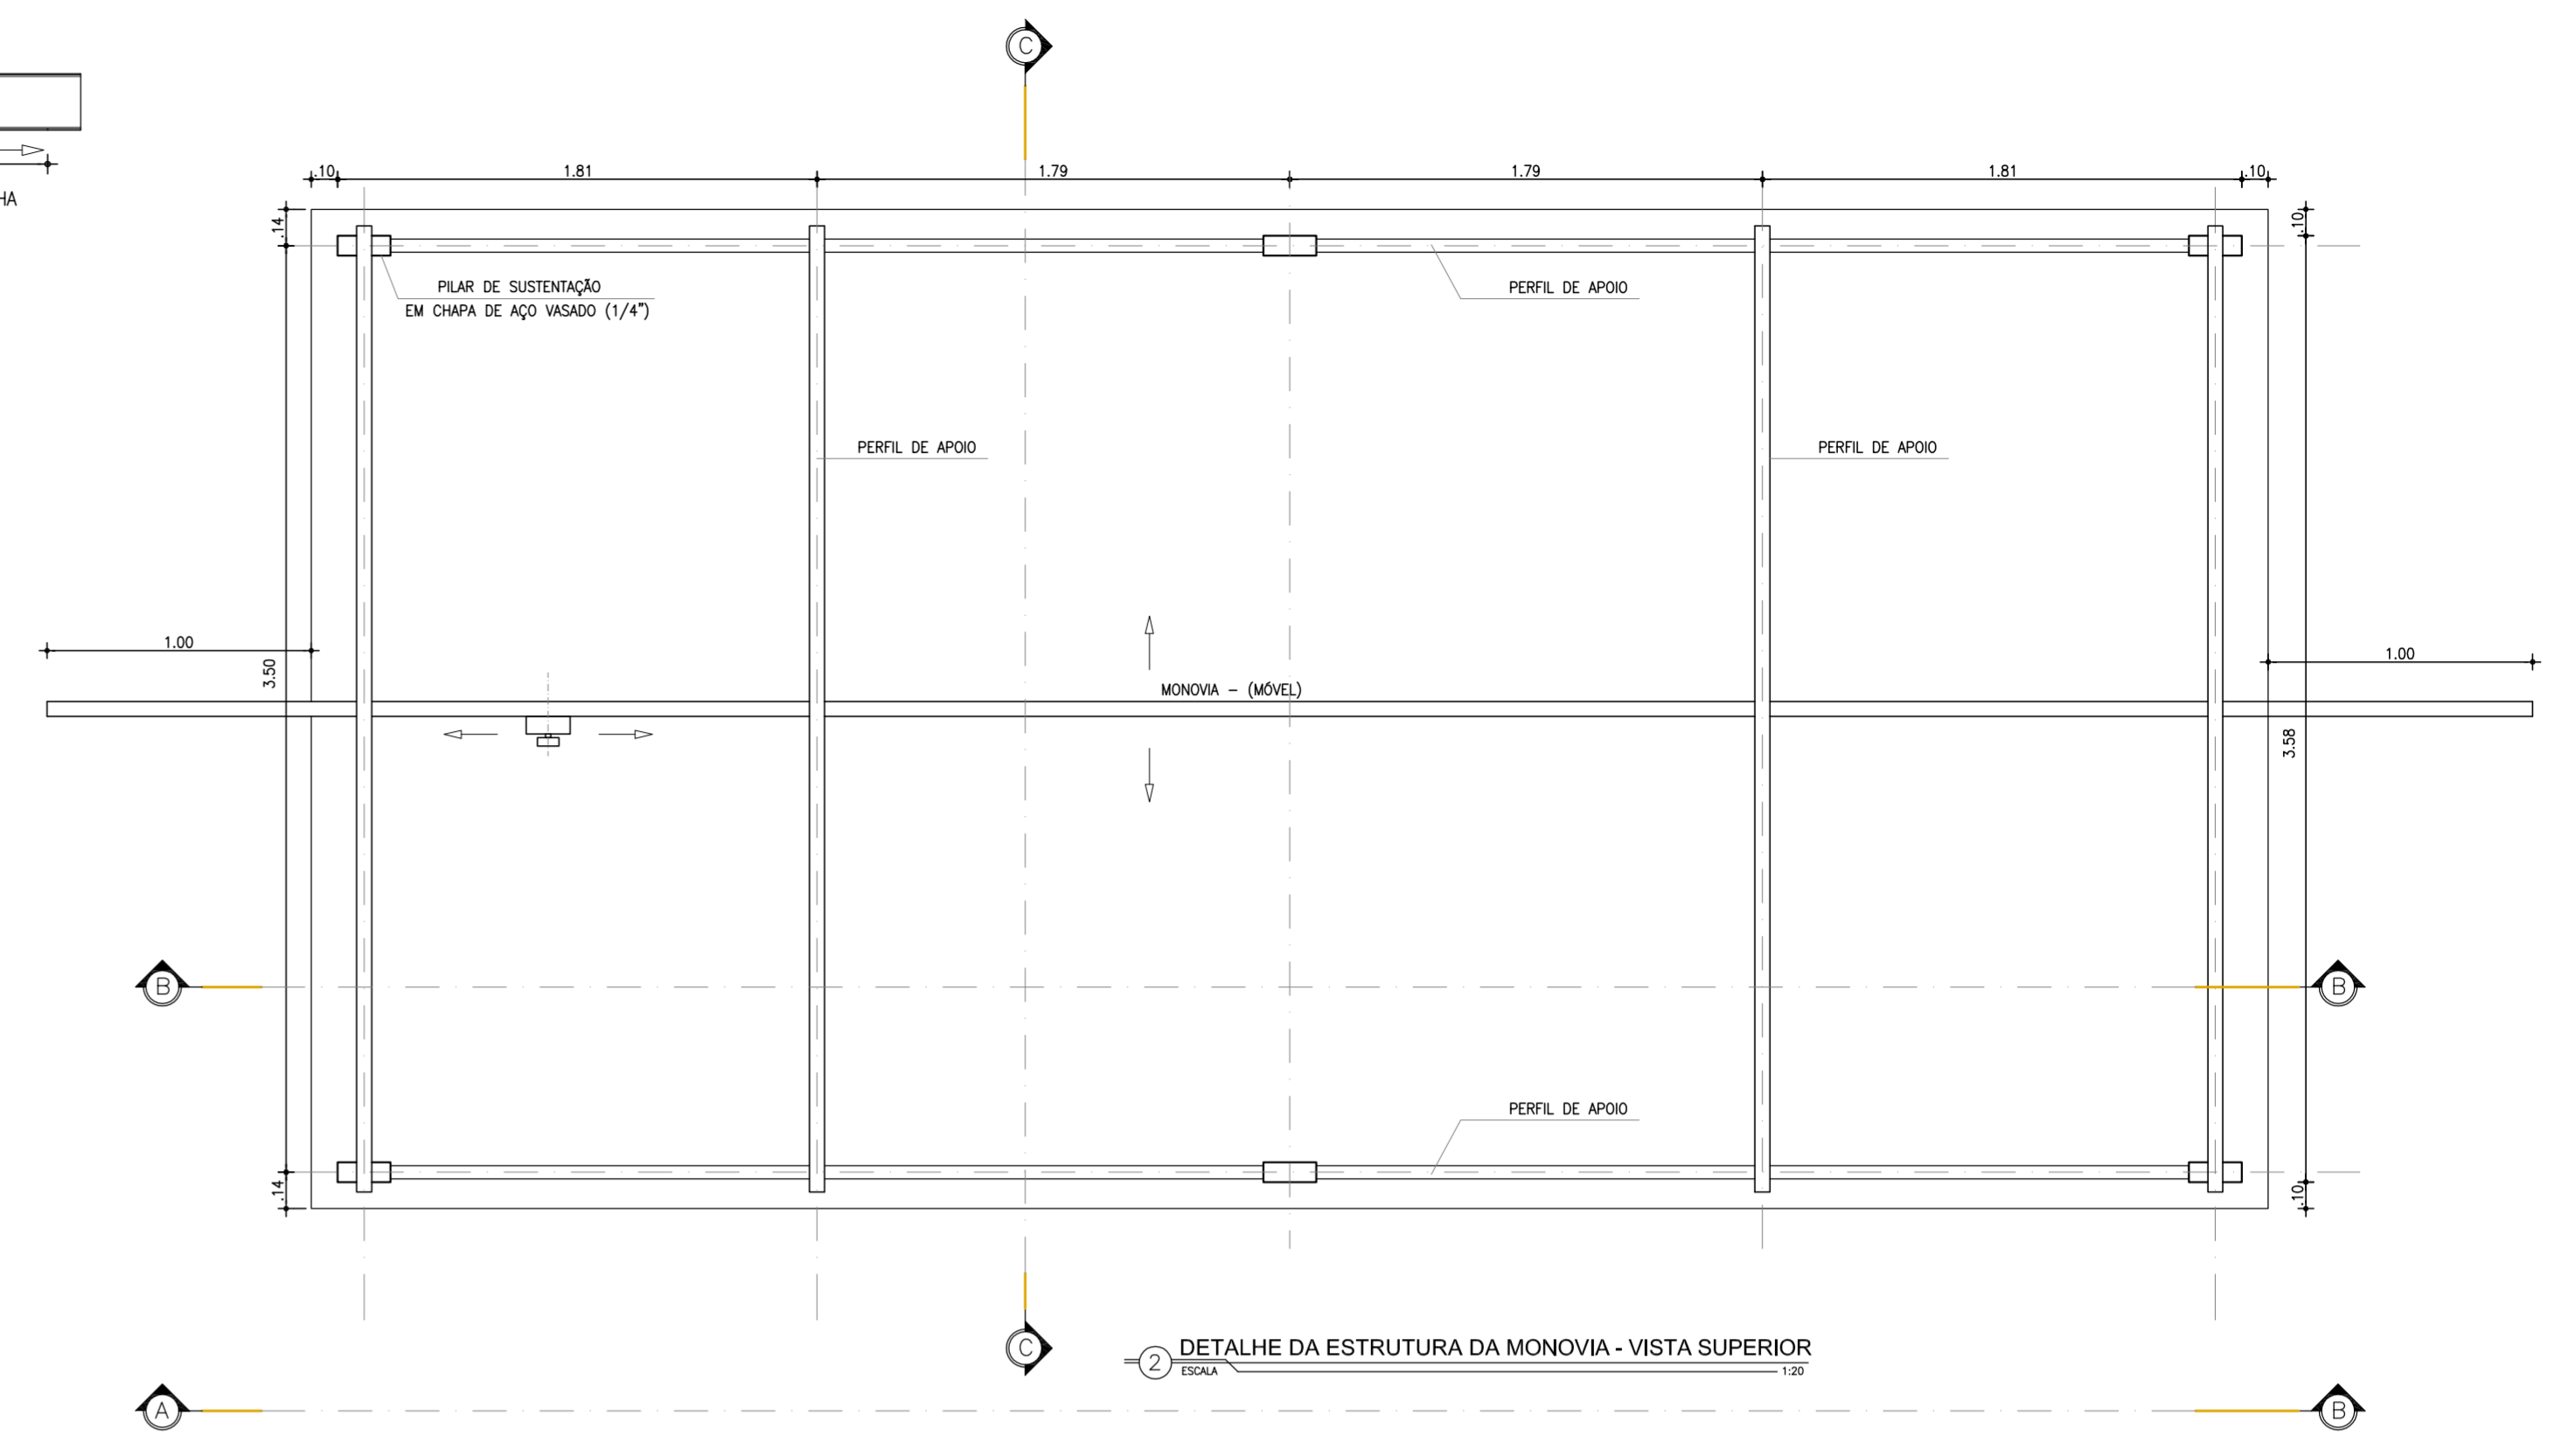 C
HA
.10
1.81
1.79
1.79
1.81
.10
.14
.10
PILAR DE SUSTENTAÇÃO
EM CHAPA DE AÇO VASADO (1/4")
PERFIL DE APOIO
PERFIL DE APOIO
PERFIL DE APOIO
1.00
3.50
1.00
MONOVIA - (MÓVEL)
3.58
B
B
PERFIL DE APOIO
.14
.10
C
2
DETALHE DA ESTRUTURA DA MONOVIA - VISTA SUPERIOR
ESCALA
1:20
A
B